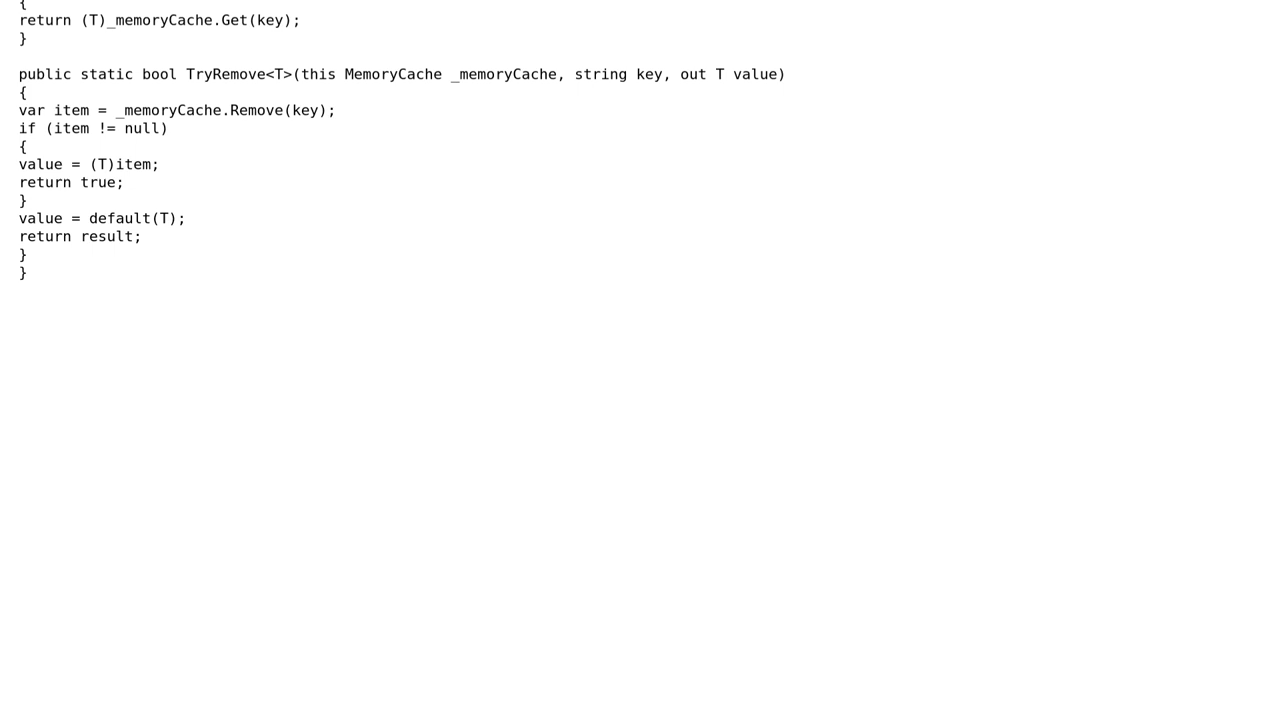 {
return (T)_memoryCache.Get(key);
}

public static bool TryRemove<T>(this MemoryCache _memoryCache, string key, out T value)
{
var item = _memoryCache.Remove(key);
if (item != null)
{
value = (T)item;
return true;
}
value = default(T);
return result;
}
}